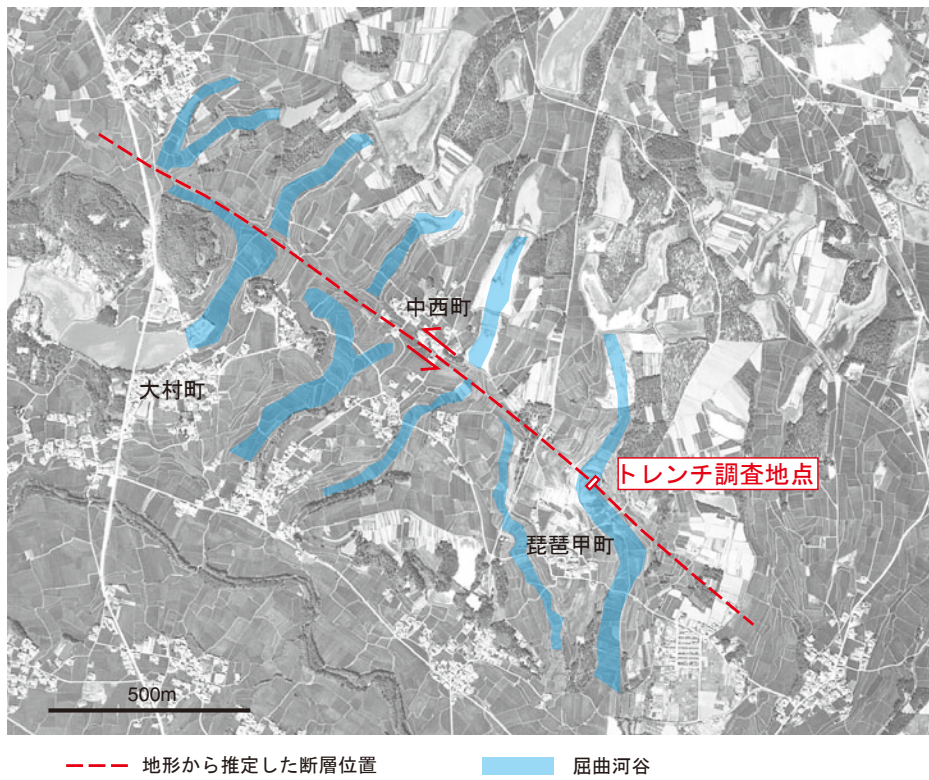 中西町
大村町
トレンチ調査地点
琵琶甲町
500m
地形から推定した断層位置
屈曲河谷